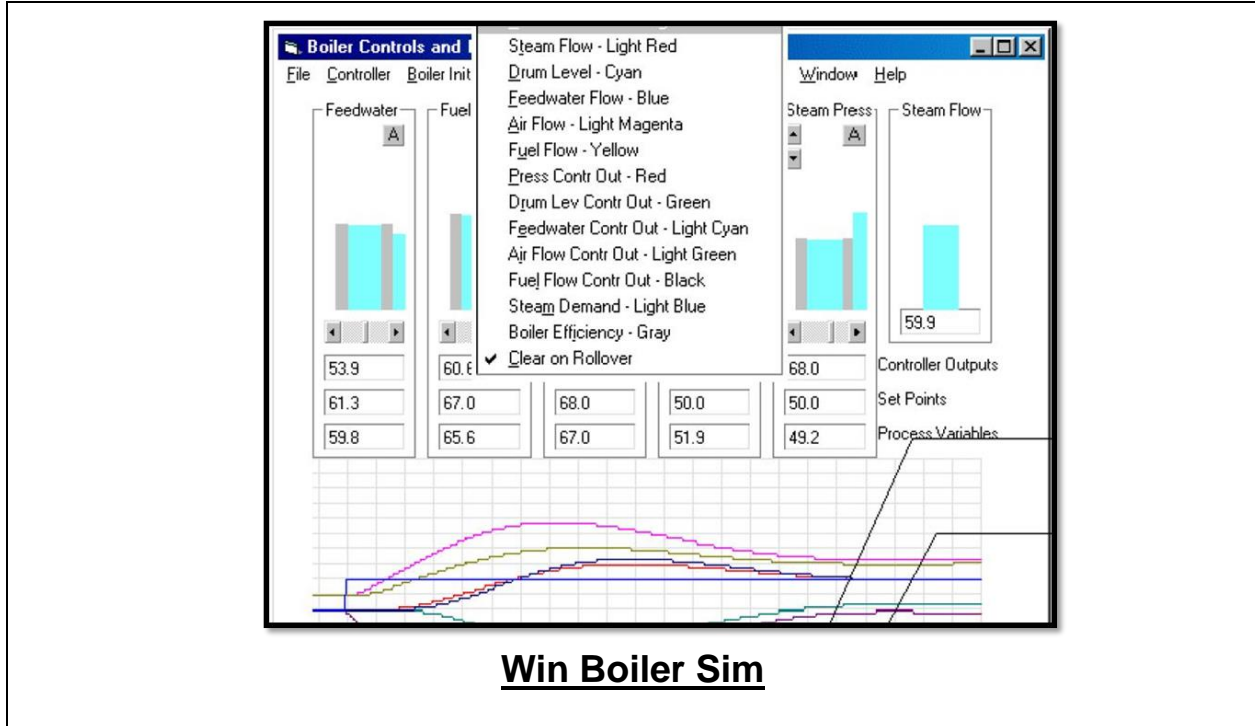 Boiler Controls and
File Controller Boiler Init Window Help
Steam Flow - Light Red
Drum Level - Cyan
Feedwater Flow - Blue
Air Flow - Light Magenta
Fuel Flow - Yellow
Press Contr Out - Red
Drum Lev Contr Out - Green
Feedwater Contr Out - Light Cyan
Air Flow Contr Out - Light Green
Fuel Flow Contr Out - Black
Steam Demand - Light Blue
Boiler Efficiency - Gray
✓ Clear on Rollover
Feedwater Fuel Steam Press Steam Flow
A A
59.9
53.9 60.6 68.0 Controller Outputs
61.3 67.0 68.0 50.0 50.0 Set Points
59.8 65.6 67.0 51.9 49.2 Process Variables
Win Boiler Sim